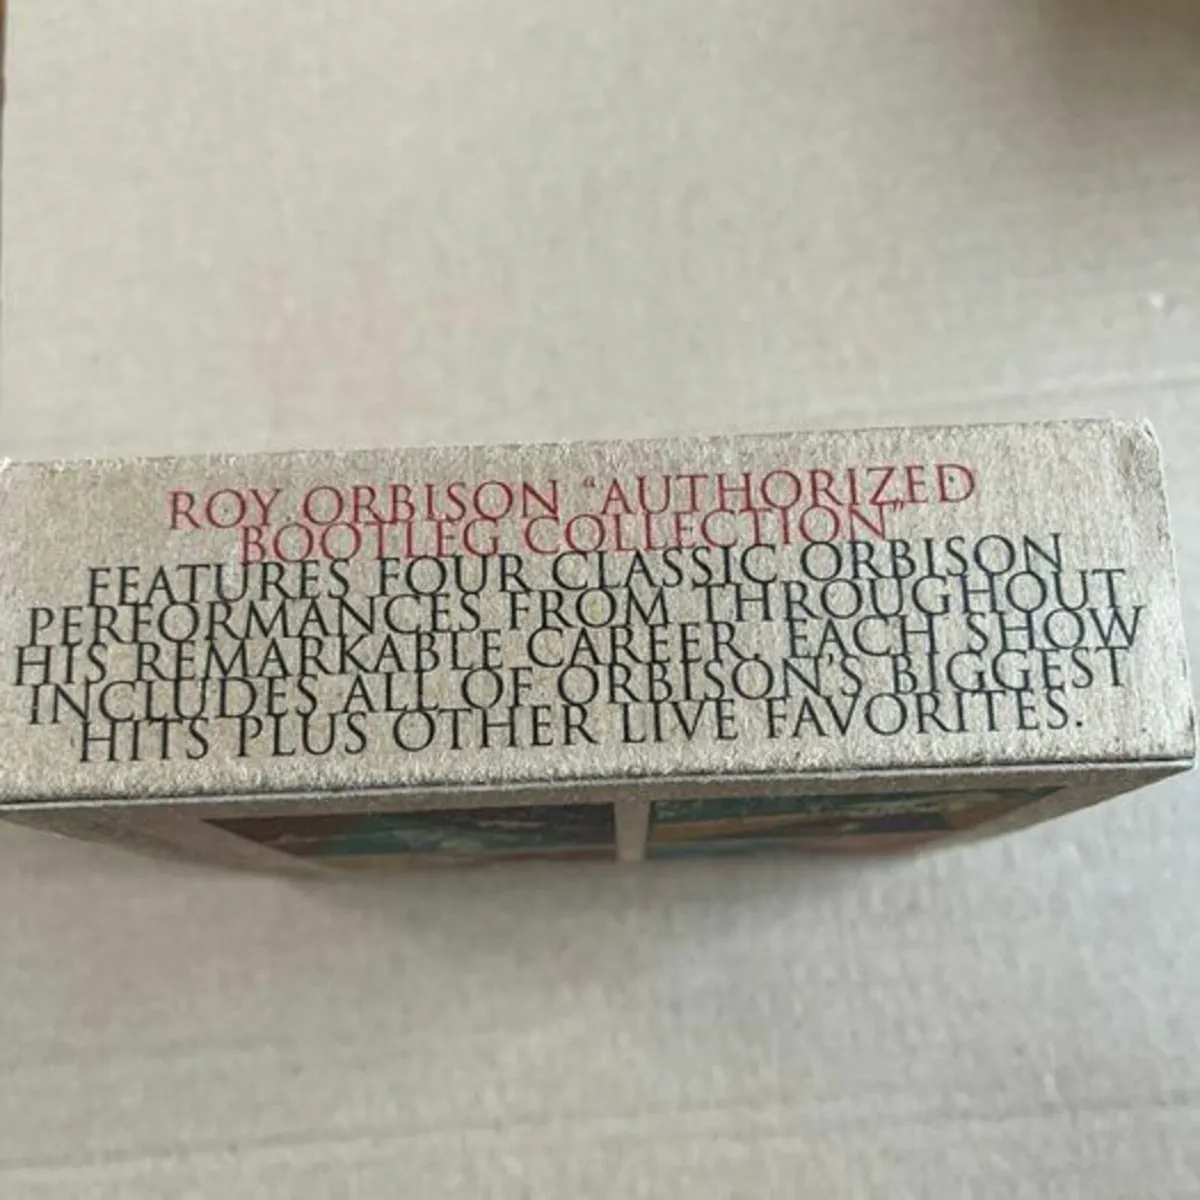 ROY ORBISON “AUTHORIZED
BOOTLEG COLLECTION”
FEATURES FOUR CLASSIC ORBISON
PERFORMANCES FROM THROUGHOUT
HIS REMARKABLE CAREER. EACH SHOW
INCLUDES ALL OF ORBISON'S BIGGEST
HITS PLUS OTHER LIVE FAVORITES.